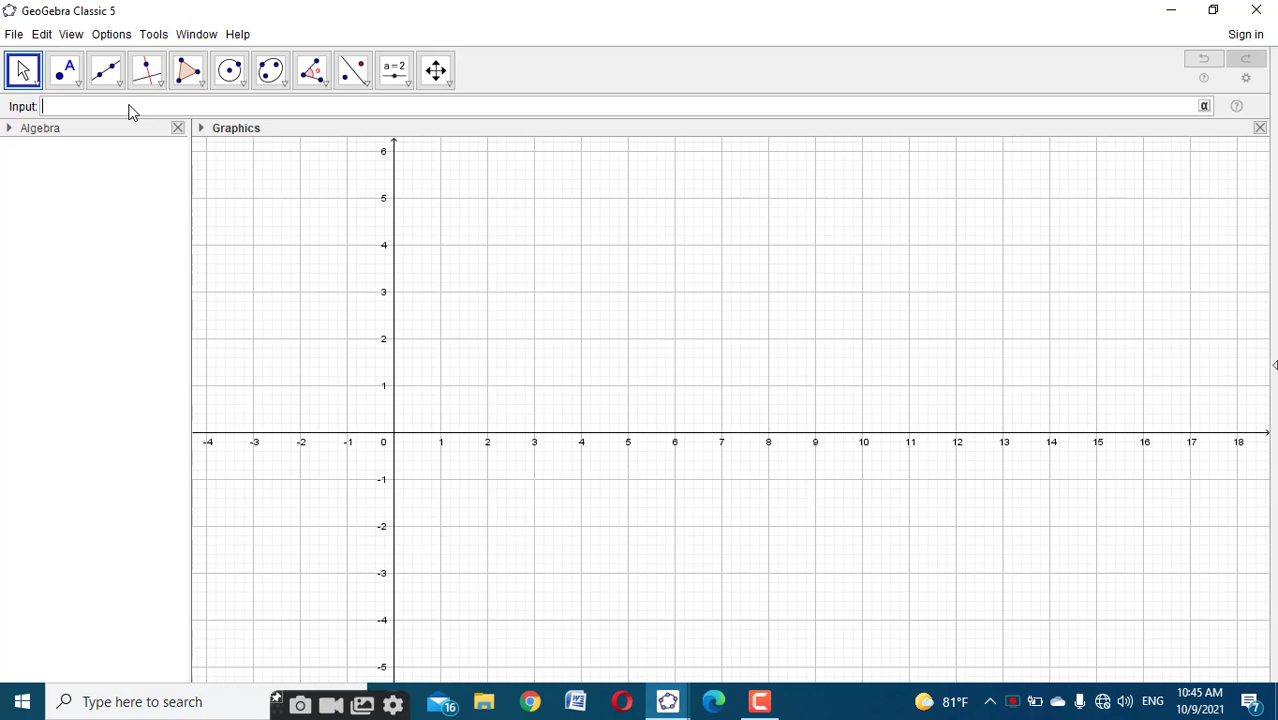 GeoGebra Classic 5
File Edit View Options Tools Window Help
Sign in
A
α
a=2
Input:
α
Algebra
Graphics
6
5
4
3
2
1
-4 -3 -2 -1 0 1 2 3 4 5 6 7 8 9 10 11 12 13 14 15 16 17 18
-1
-2
-3
-4
-5
Type here to search
16
81°F
ENG
10:45 AM
10/9/2021
7